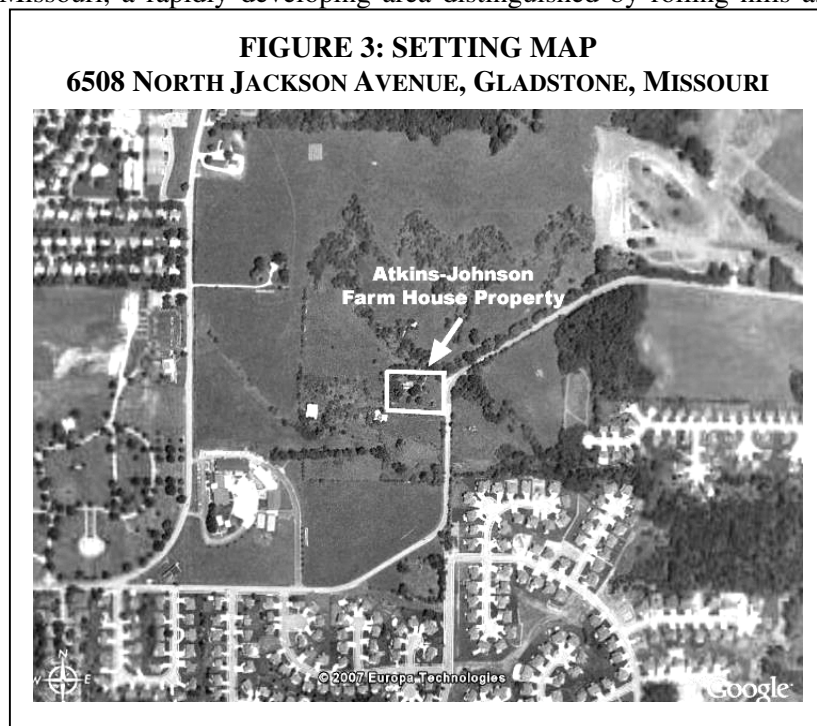 Missouri, a rapidly developing area distinguished by rolling hills a
FIGURE 3: SETTING MAP
6508 NORTH JACKSON AVENUE, GLADSTONE, MISSOURI
Atkins-Johnson
Farm House Property
N
W E
S
© 2007 Europa Technologies
Google